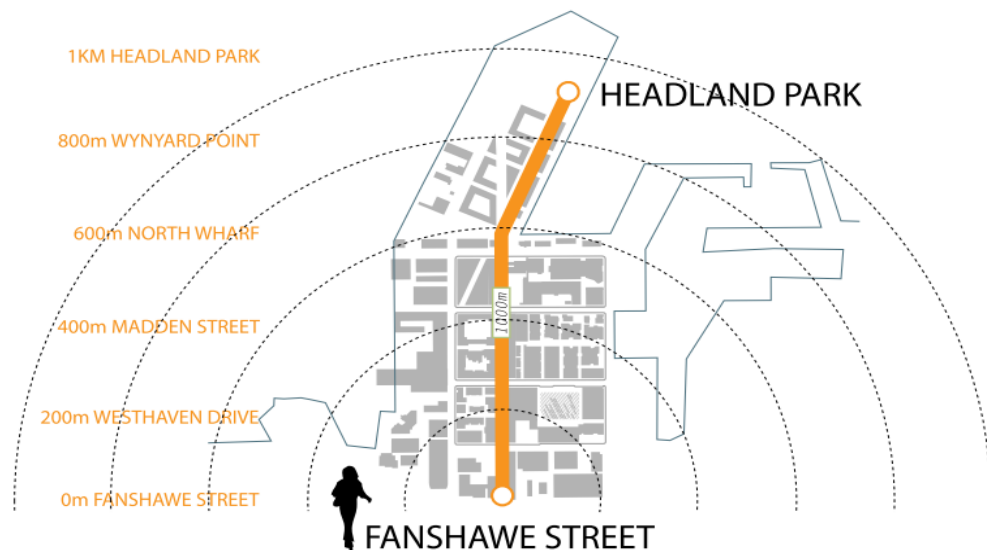 1KM HEADLAND PARK
HEADLAND PARK
800m WYNYARD POINT
600m NORTH WHARF
1000m
400m MADDEN STREET
200m WESTHAVEN DRIVE
0m FANSHAWE STREET
FANSHAWE STREET